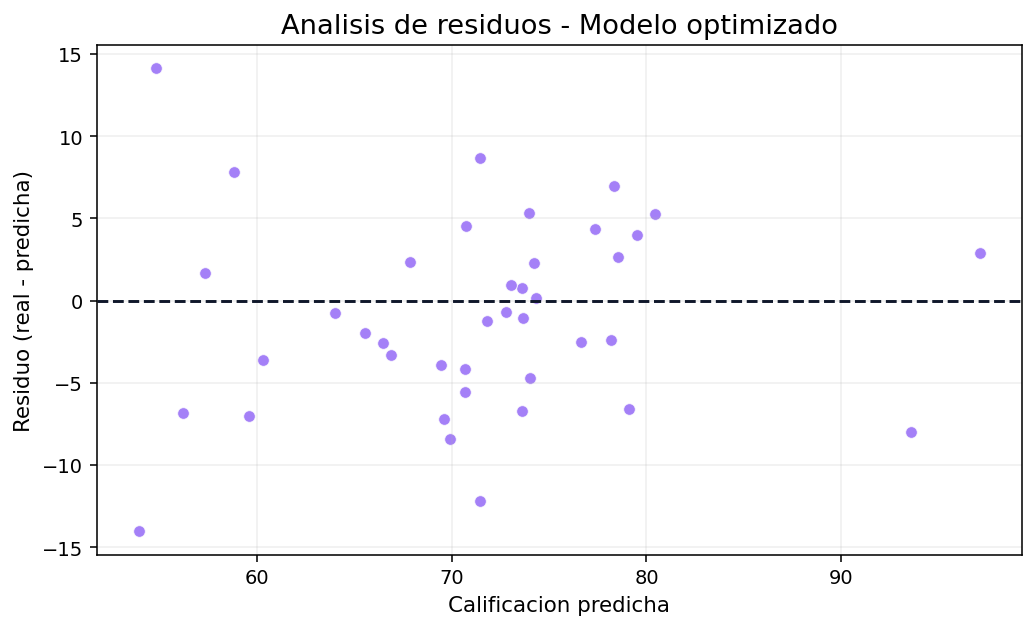 Analisis de residuos - Modelo optimizado
Residuo (real - predicha)
15
10
5
0
−5
−10
−15
60 70 80 90
Calificacion predicha